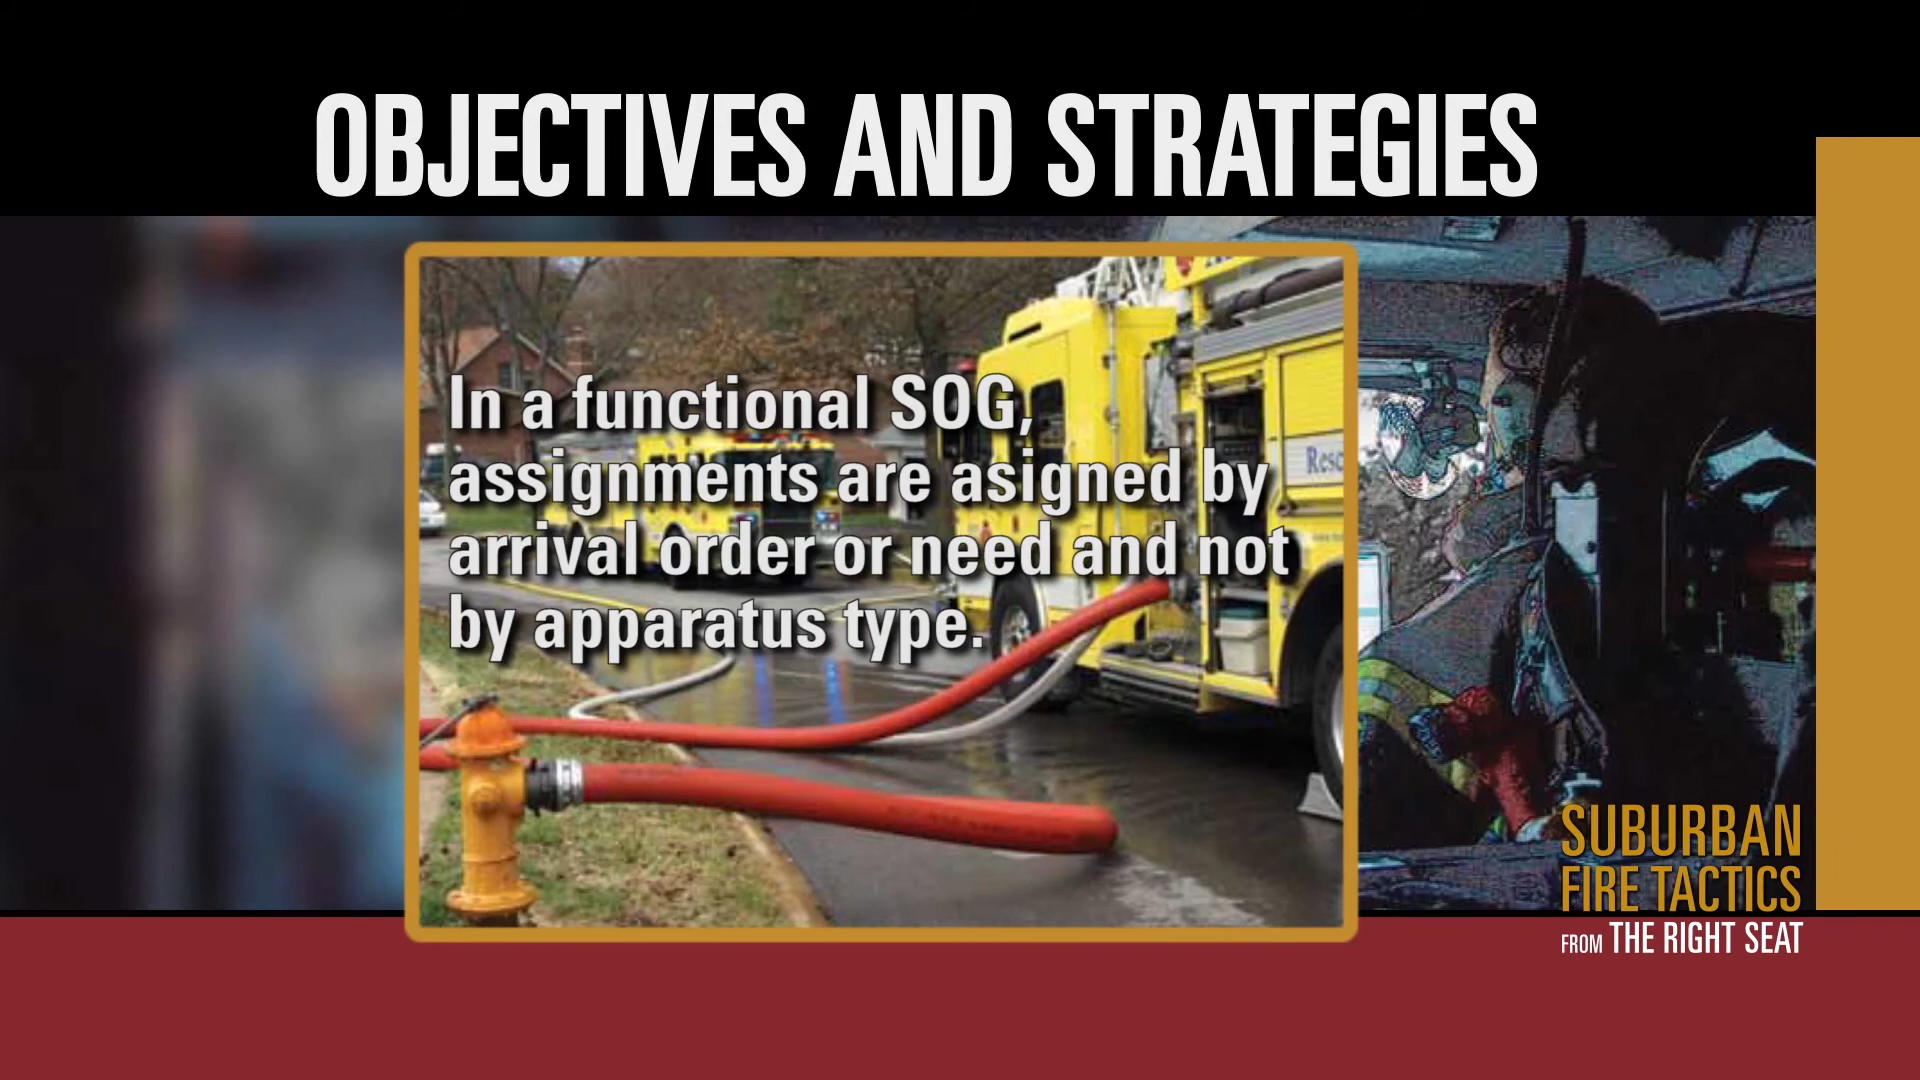 OBJECTIVES AND STRATEGIES
In a functional SOG,
assignments are asigned by
arrival order or need and not
by apparatus type.
SUBURBAN
FIRE TACTICS
FROM THE RIGHT SEAT